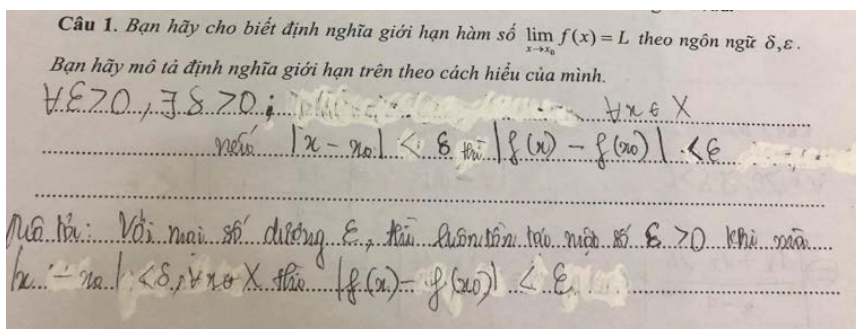 Câu 1. Bạn hãy cho biết định nghĩa giới hạn hàm số lim f(x) = L theo ngôn ngữ δ,ε.
x→x₀
Bạn hãy mô tả định nghĩa giới hạn trên theo cách hiểu của mình.
∀ε>0, ∃δ>0; ∀x∈X
nếu |x - x₀| < δ thì |f(x) - f(x₀)| < ε
Mô tả: Với mọi số dương ε, thì luôn tồn tại một số δ >0 khi mà
|x - x₀| < δ, ∀x∈X thì |f(x) - f(x₀)| < ε